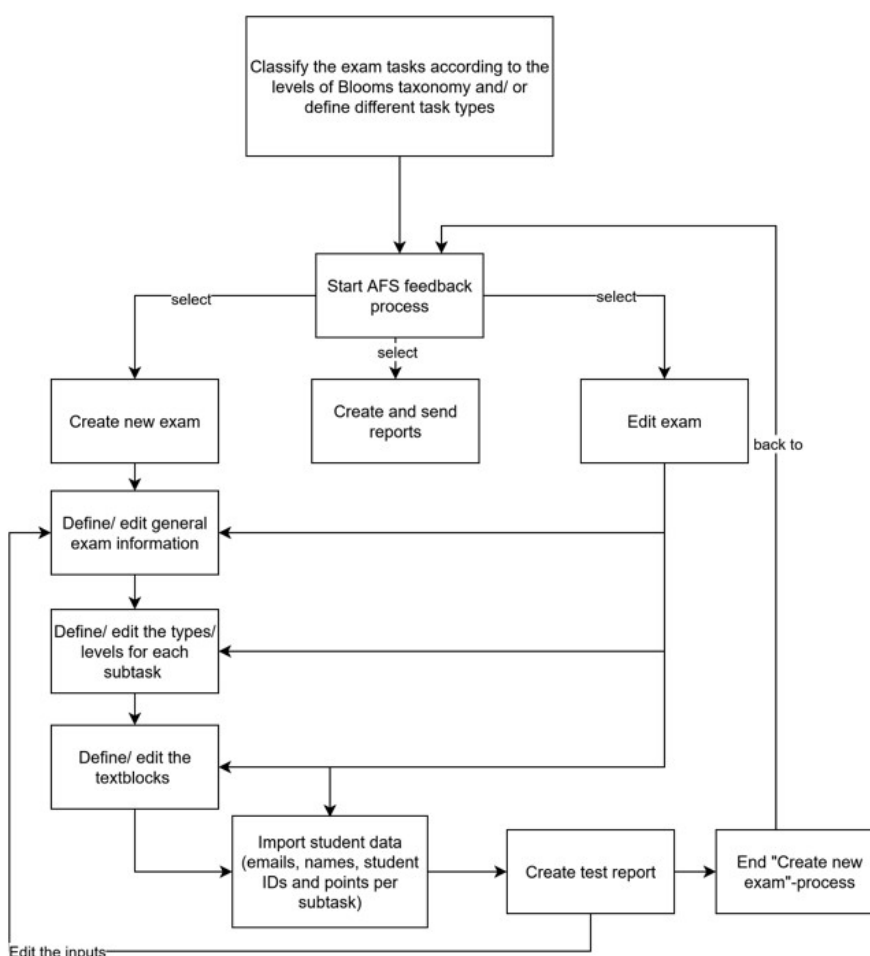 Classify the exam tasks according to the
levels of Blooms taxonomy and/ or
define different task types
Start AFS feedback
process
select
select
select
Create new exam
Create and send
reports
Edit exam
back to
Define/ edit general
exam information
Define/ edit the types/
levels for each
subtask
Define/ edit the
textblocks
Import student data
(emails, names, student
IDs and points per
subtask)
Create test report
End "Create new
exam"-process
Edit the inputs